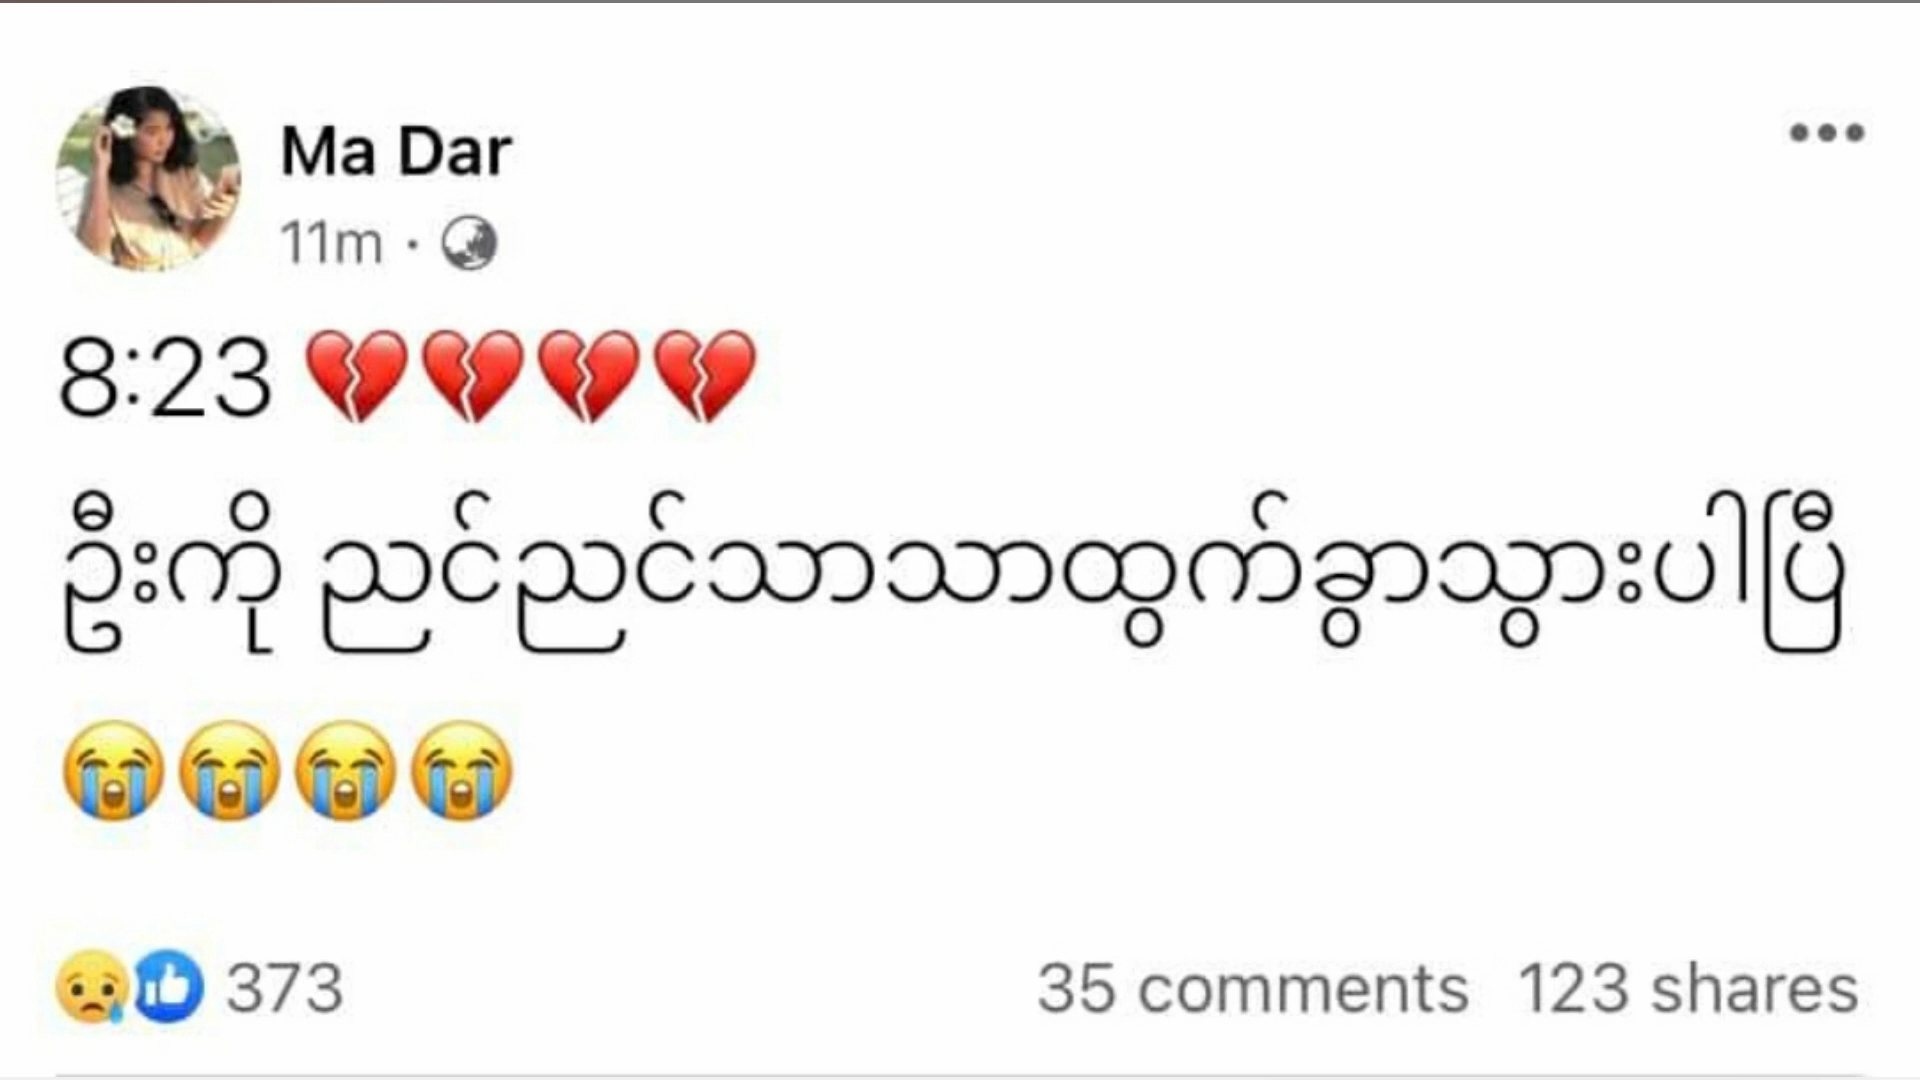 Ma Dar
11m ·
8:23 💔💔💔💔
ဦးကို ညင်ညင်သာသာထွက်ခွာသွားပါပြီ
😭😭😭😭
373 35 comments 123 shares